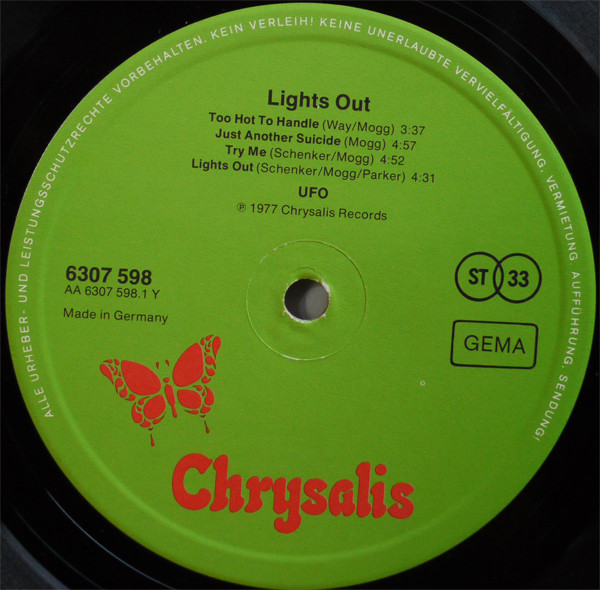 ALLE URHEBER- UND LEISTUNGSSCHUTZRECHTE VORBEHALTEN. KEIN VERLEIH! KEINE UNERLAUBTE VERVIELFÄLTIGUNG, VERMIETUNG, AUFFÜHRUNG, SENDUNG!
Lights Out
Too Hot To Handle (Way/Mogg) 3:37
Just Another Suicide (Mogg) 4:57
Try Me (Schenker/Mogg) 4:52
Lights Out (Schenker/Mogg/Parker) 4:31
UFO
℗ 1977 Chrysalis Records
6307 598
AA 6307 598.1 Y
Made in Germany
ST 33
GEMA
Chrysalis